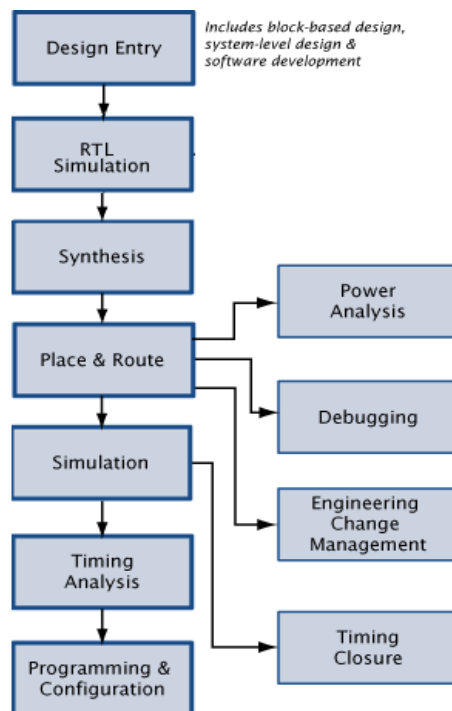 Design Entry
Includes block-based design,
system-level design &
software development
RTL
Simulation
Synthesis
Place & Route
Power
Analysis
Debugging
Simulation
Engineering
Change
Management
Timing
Analysis
Timing
Closure
Programming &
Configuration